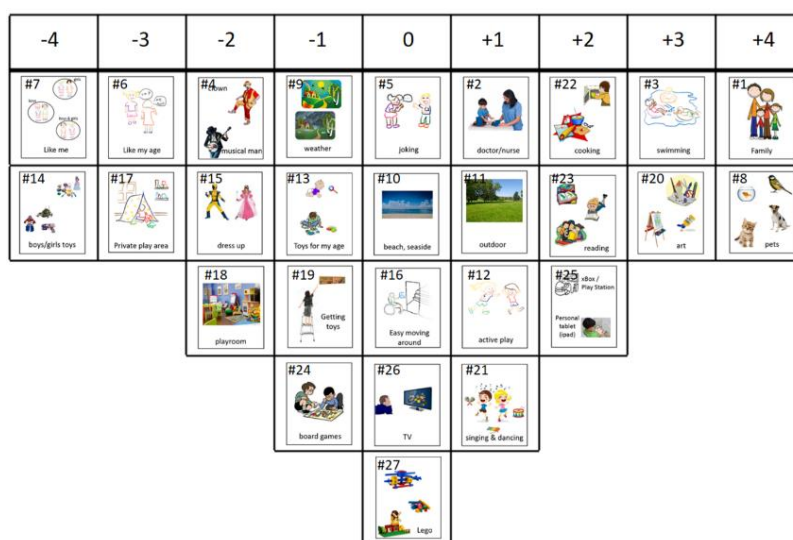 -4 -3 -2 -1 0 +1 +2 +3 +4
#7 #6 #4 #9 #5 #2 #22 #3 #1
clown
Like me Like my age musical man weather joking doctor/nurse cooking swimming Family
#14 #17 #15 #13 #10 #11 #23 #20 #8
boys/girls toys Private play area dress up Toys for my age beach, seaside outdoor reading art pets
#18 #19 #16 #12 #25
xBox /
Play Station
playroom Getting
toys Easy moving
around active play Personal
tablet
(ipad)
#24 #26 #21
board games TV singing & dancing
#27
Lego